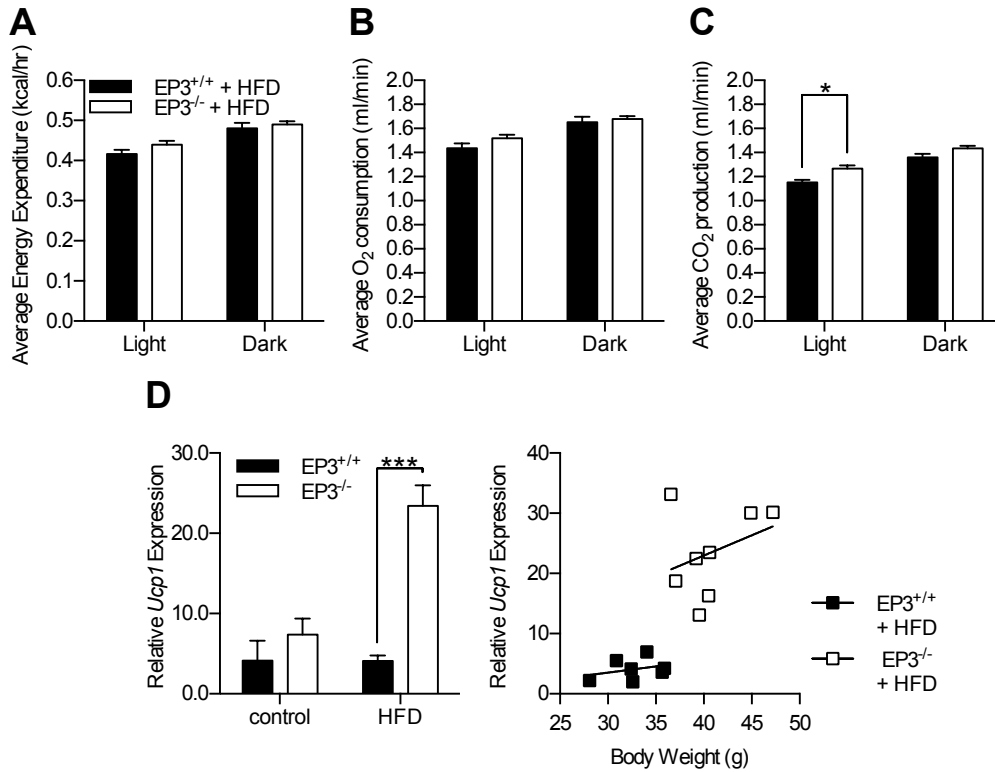 A
Average Energy Expenditure (kcal/hr)
0.6
0.5
0.4
0.3
0.2
0.1
0.0
EP3+/+ + HFD
EP3-/- + HFD
Light
Dark
B
Average O2 consumption (ml/min)
2.0
1.8
1.6
1.4
1.2
1.0
0.8
0.6
0.4
0.2
0.0
Light
Dark
C
Average CO2 production (ml/min)
2.0
1.8
1.6
1.4
1.2
1.0
0.8
0.6
0.4
0.2
0.0
*
Light
Dark
D
Relative Ucp1 Expression
30.0
20.0
10.0
0.0
EP3+/+
EP3-/-
***
control
HFD
Relative Ucp1 Expression
40
30
20
10
0
25
30
35
40
45
50
Body Weight (g)
EP3+/+
+ HFD
EP3-/-
+ HFD